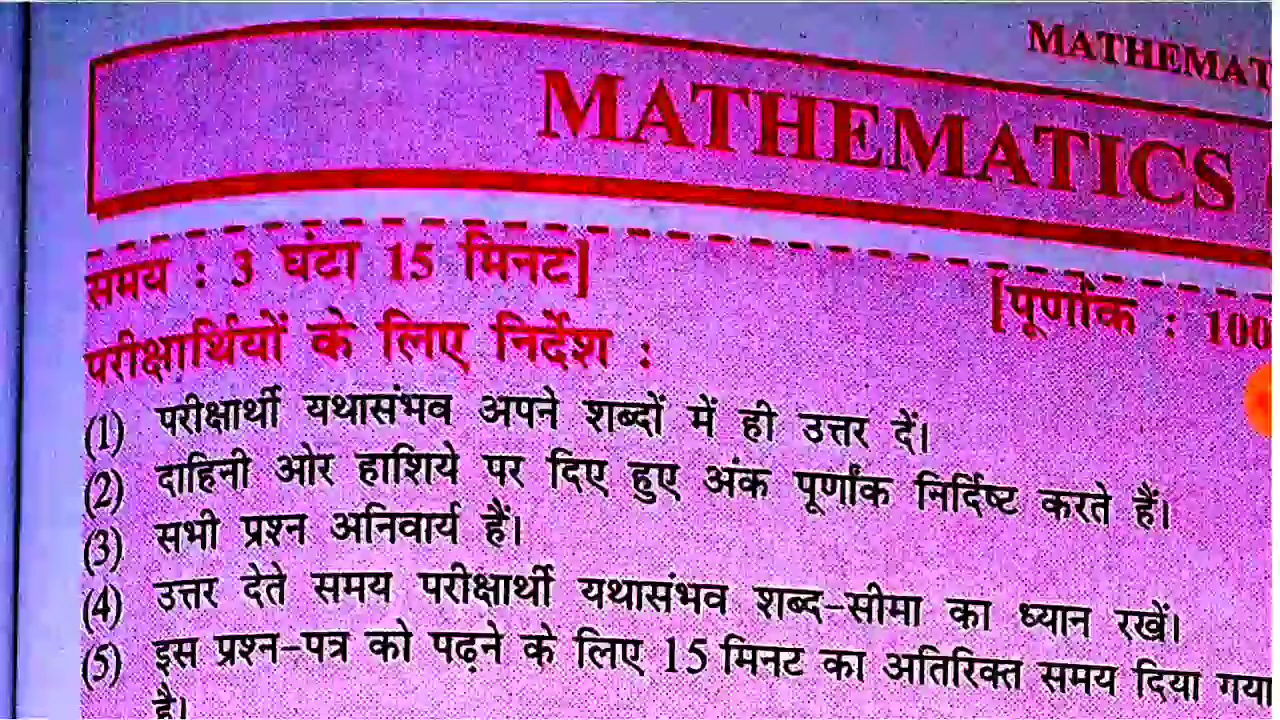 MATHEMAT
MATHEMATICS
समय : 3 घंटा 15 मिनट] [पूर्णांक : 100
परीक्षार्थियों के लिए निर्देश :
(1) परीक्षार्थी यथासंभव अपने शब्दों में ही उत्तर दें।
(2) दाहिनी ओर हाशिये पर दिए हुए अंक पूर्णांक निर्दिष्ट करते हैं।
(3) सभी प्रश्न अनिवार्य हैं।
(4) उत्तर देते समय परीक्षार्थी यथासंभव शब्द-सीमा का ध्यान रखें।
(5) इस प्रश्न-पत्र को पढ़ने के लिए 15 मिनट का अतिरिक्त समय दिया गया
है।